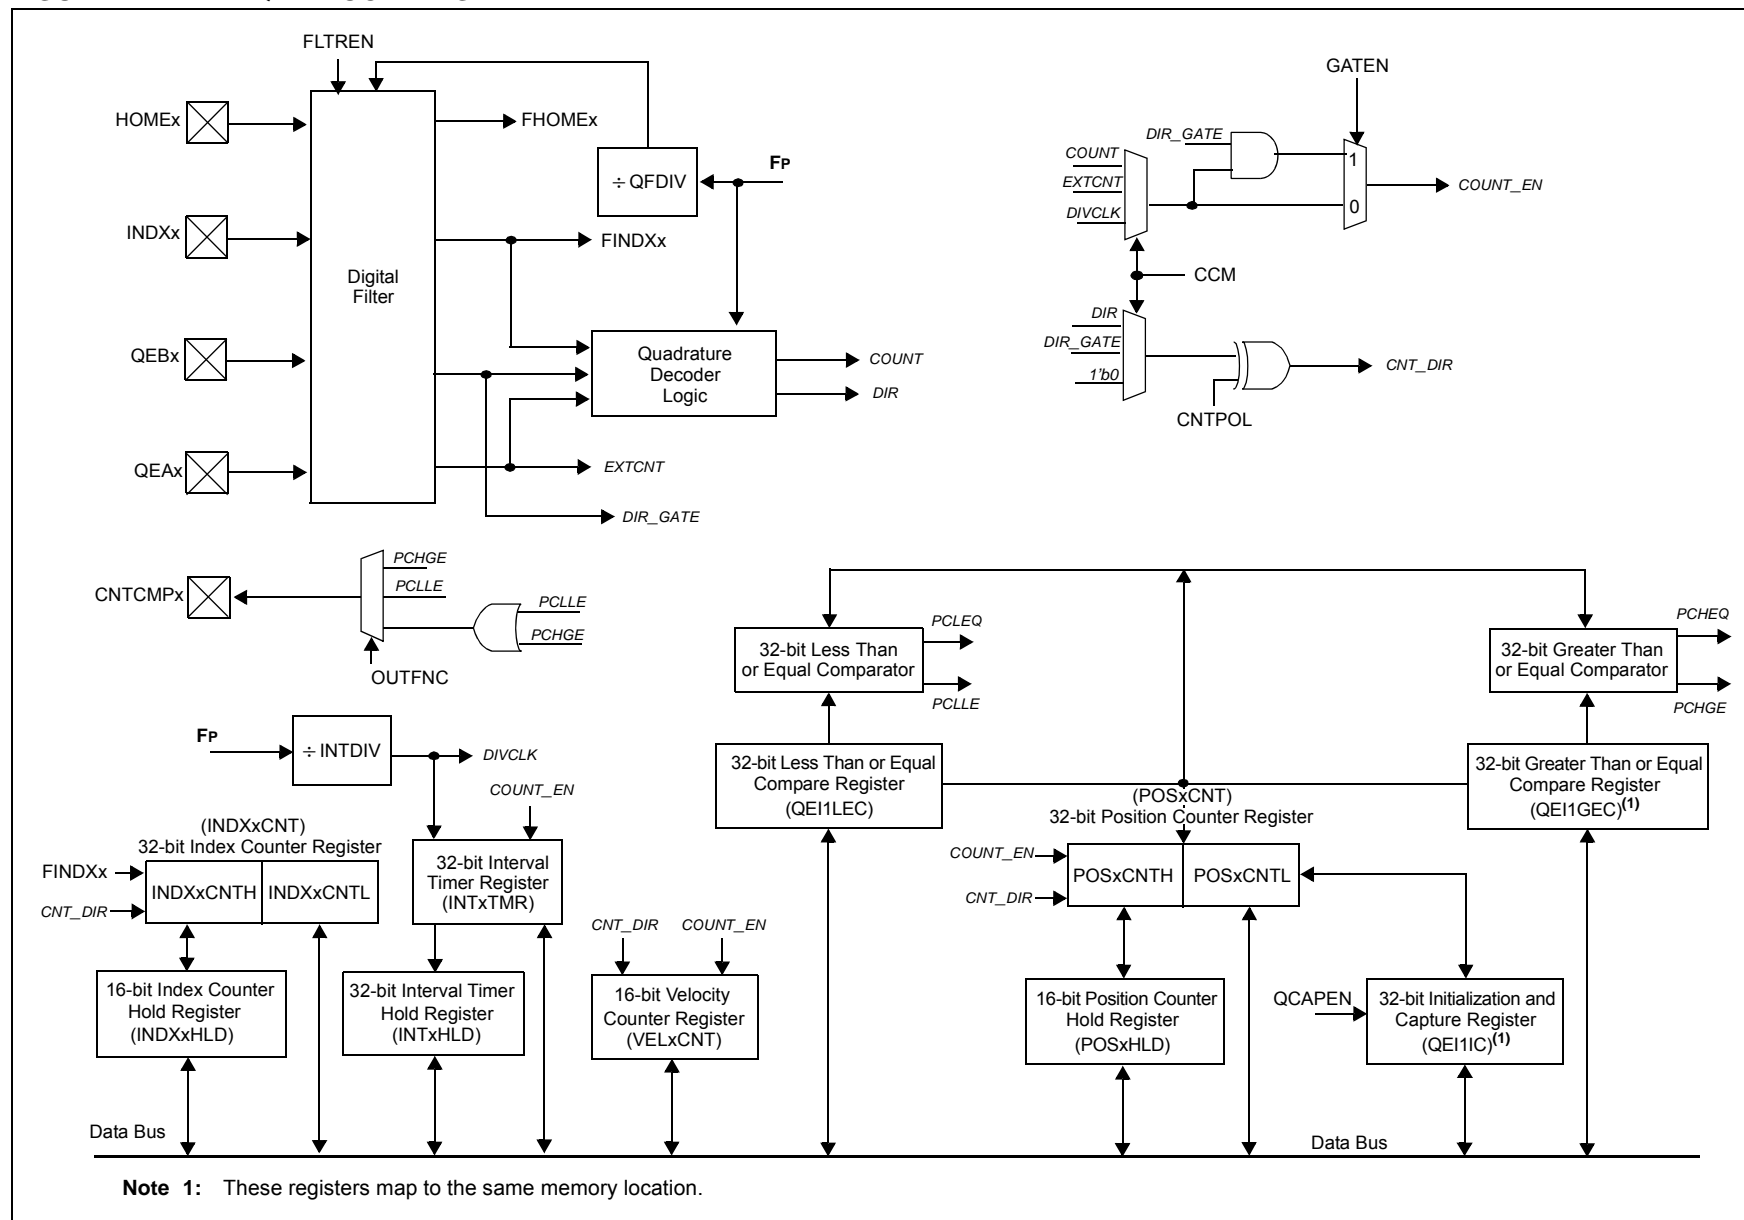 FLTREN
HOMEx
FHOMEx
÷ QFDIV
FP
INDXx
FINDXx
Digital
Filter
QEBx
Quadrature
Decoder
Logic
COUNT
DIR
QEAx
EXTCNT
DIR_GATE
GATEN
DIR_GATE
COUNT
EXTCNT
DIVCLK
1
0
COUNT_EN
CCM
DIR
DIR_GATE
1'b0
CNTPOL
CNT_DIR
CNTCMPx
PCHGE
PCLLE
PCLLE
PCHGE
OUTFNC
32-bit Less Than
or Equal Comparator
PCLEQ
PCLLE
32-bit Greater Than
or Equal Comparator
PCHEQ
PCHGE
FP
÷ INTDIV
DIVCLK
COUNT_EN
32-bit Less Than or Equal
Compare Register
(QEI1LEC)
32-bit Greater Than or Equal
Compare Register
(QEI1GEC)(1)
(POSxCNT)
32-bit Position Counter Register
(INDXxCNT)
32-bit Index Counter Register
FINDXx
CNT_DIR
INDXxCNTH
INDXxCNTL
32-bit Interval
Timer Register
(INTxTMR)
COUNT_EN
CNT_DIR
POSxCNTH
POSxCNTL
CNT_DIR
COUNT_EN
16-bit Index Counter
Hold Register
(INDXxHLD)
32-bit Interval Timer
Hold Register
(INTxHLD)
16-bit Velocity
Counter Register
(VELxCNT)
16-bit Position Counter
Hold Register
(POSxHLD)
QCAPEN
32-bit Initialization and
Capture Register
(QEI1IC)(1)
Data Bus
Data Bus
Note 1: These registers map to the same memory location.